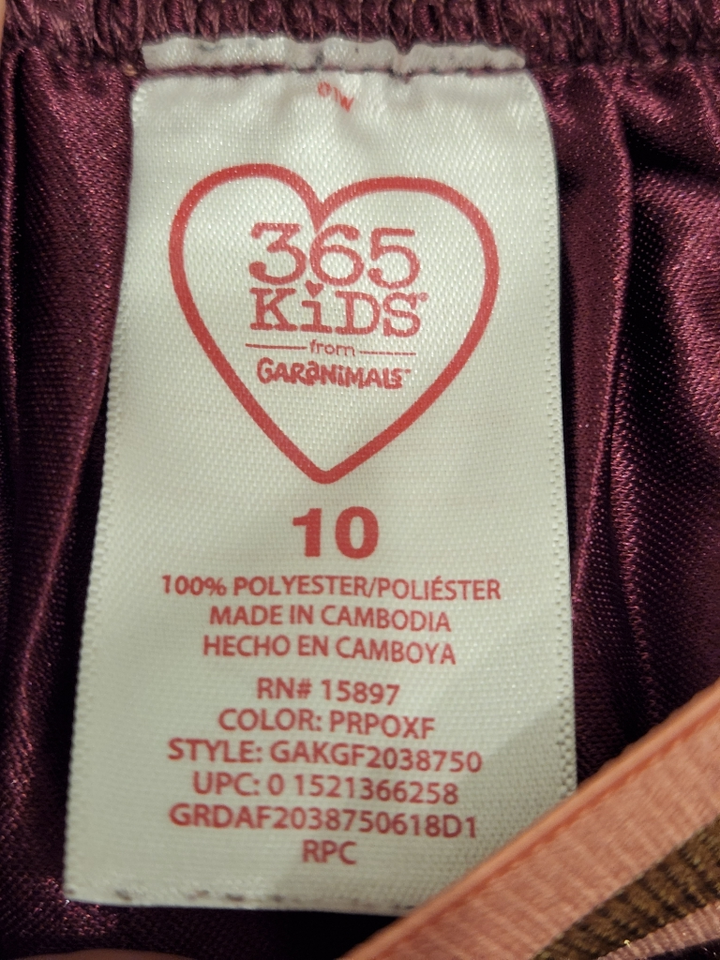 365
KiDS
from
GARANIMALS
10
100% POLYESTER/POLIÉSTER
MADE IN CAMBODIA
HECHO EN CAMBOYA
RN# 15897
COLOR: PRPOXF
STYLE: GAKGF2038750
UPC: 0 1521366258
GRDAF2038750618D1
RPC